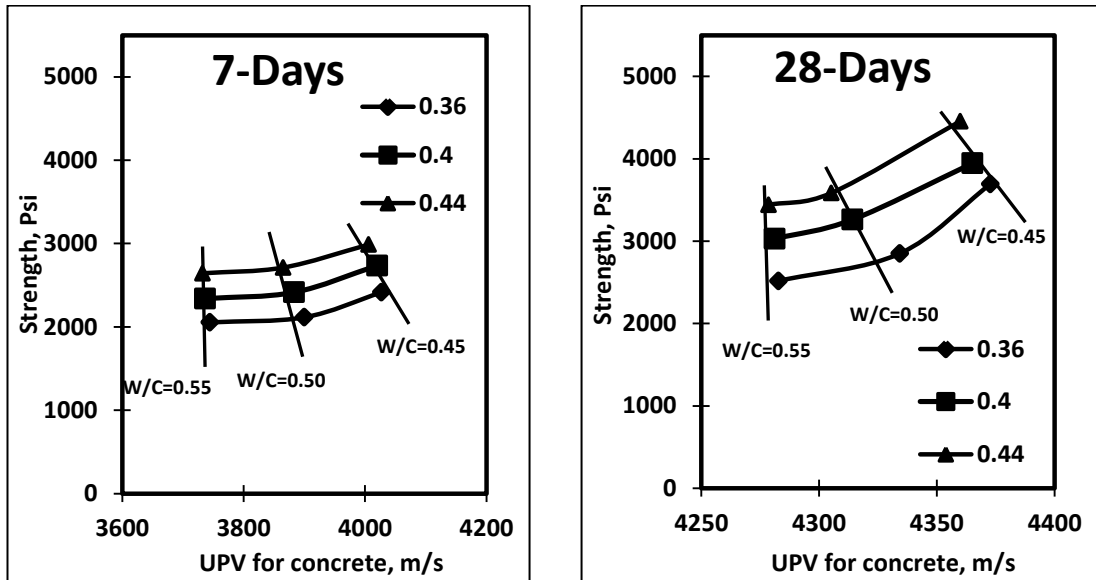 7-Days
5000
4000
3000
2000
1000
0
Strength, Psi
0.36
0.4
0.44
W/C=0.55
W/C=0.50
W/C=0.45
3600
3800
4000
4200
UPV for concrete, m/s
28-Days
5000
4000
3000
2000
1000
0
Strength, Psi
W/C=0.45
W/C=0.50
W/C=0.55
0.36
0.4
0.44
4250
4300
4350
4400
UPV for concrete, m/s